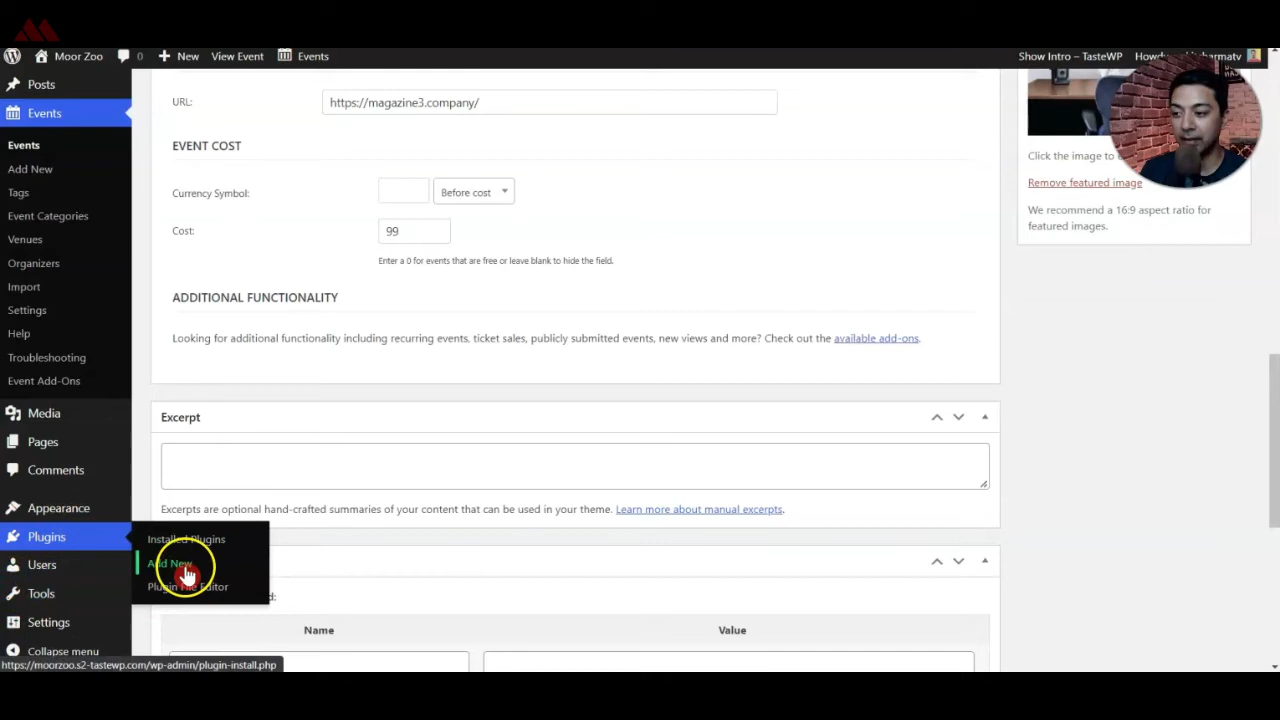 Moor Zoo
0
New
View Event
Events
Show Intro – TasteWP
Posts
Events
Events
Add New
Tags
Event Categories
Venues
Organizers
Import
Settings
Help
Troubleshooting
Event Add-Ons
Media
Pages
Comments
Appearance
Plugins
Users
Tools
Settings
Collapse menu
Installed Plugins
Add New
Plugin File Editor
https://moorzoo.s2-tastewp.com/wp-admin/plugin-install.php
URL:
https://magazine3.company/
EVENT COST
Currency Symbol:
Before cost
Cost:
99
Enter a 0 for events that are free or leave blank to hide the field.
ADDITIONAL FUNCTIONALITY
Looking for additional functionality including recurring events, ticket sales, publicly submitted events, new views and more? Check out the available add-ons.
Excerpt
Excerpts are optional hand-crafted summaries of your content that can be used in your theme. Learn more about manual excerpts.
Name
Value
Click the image to
Remove featured image
We recommend a 16:9 aspect ratio for
featured images.